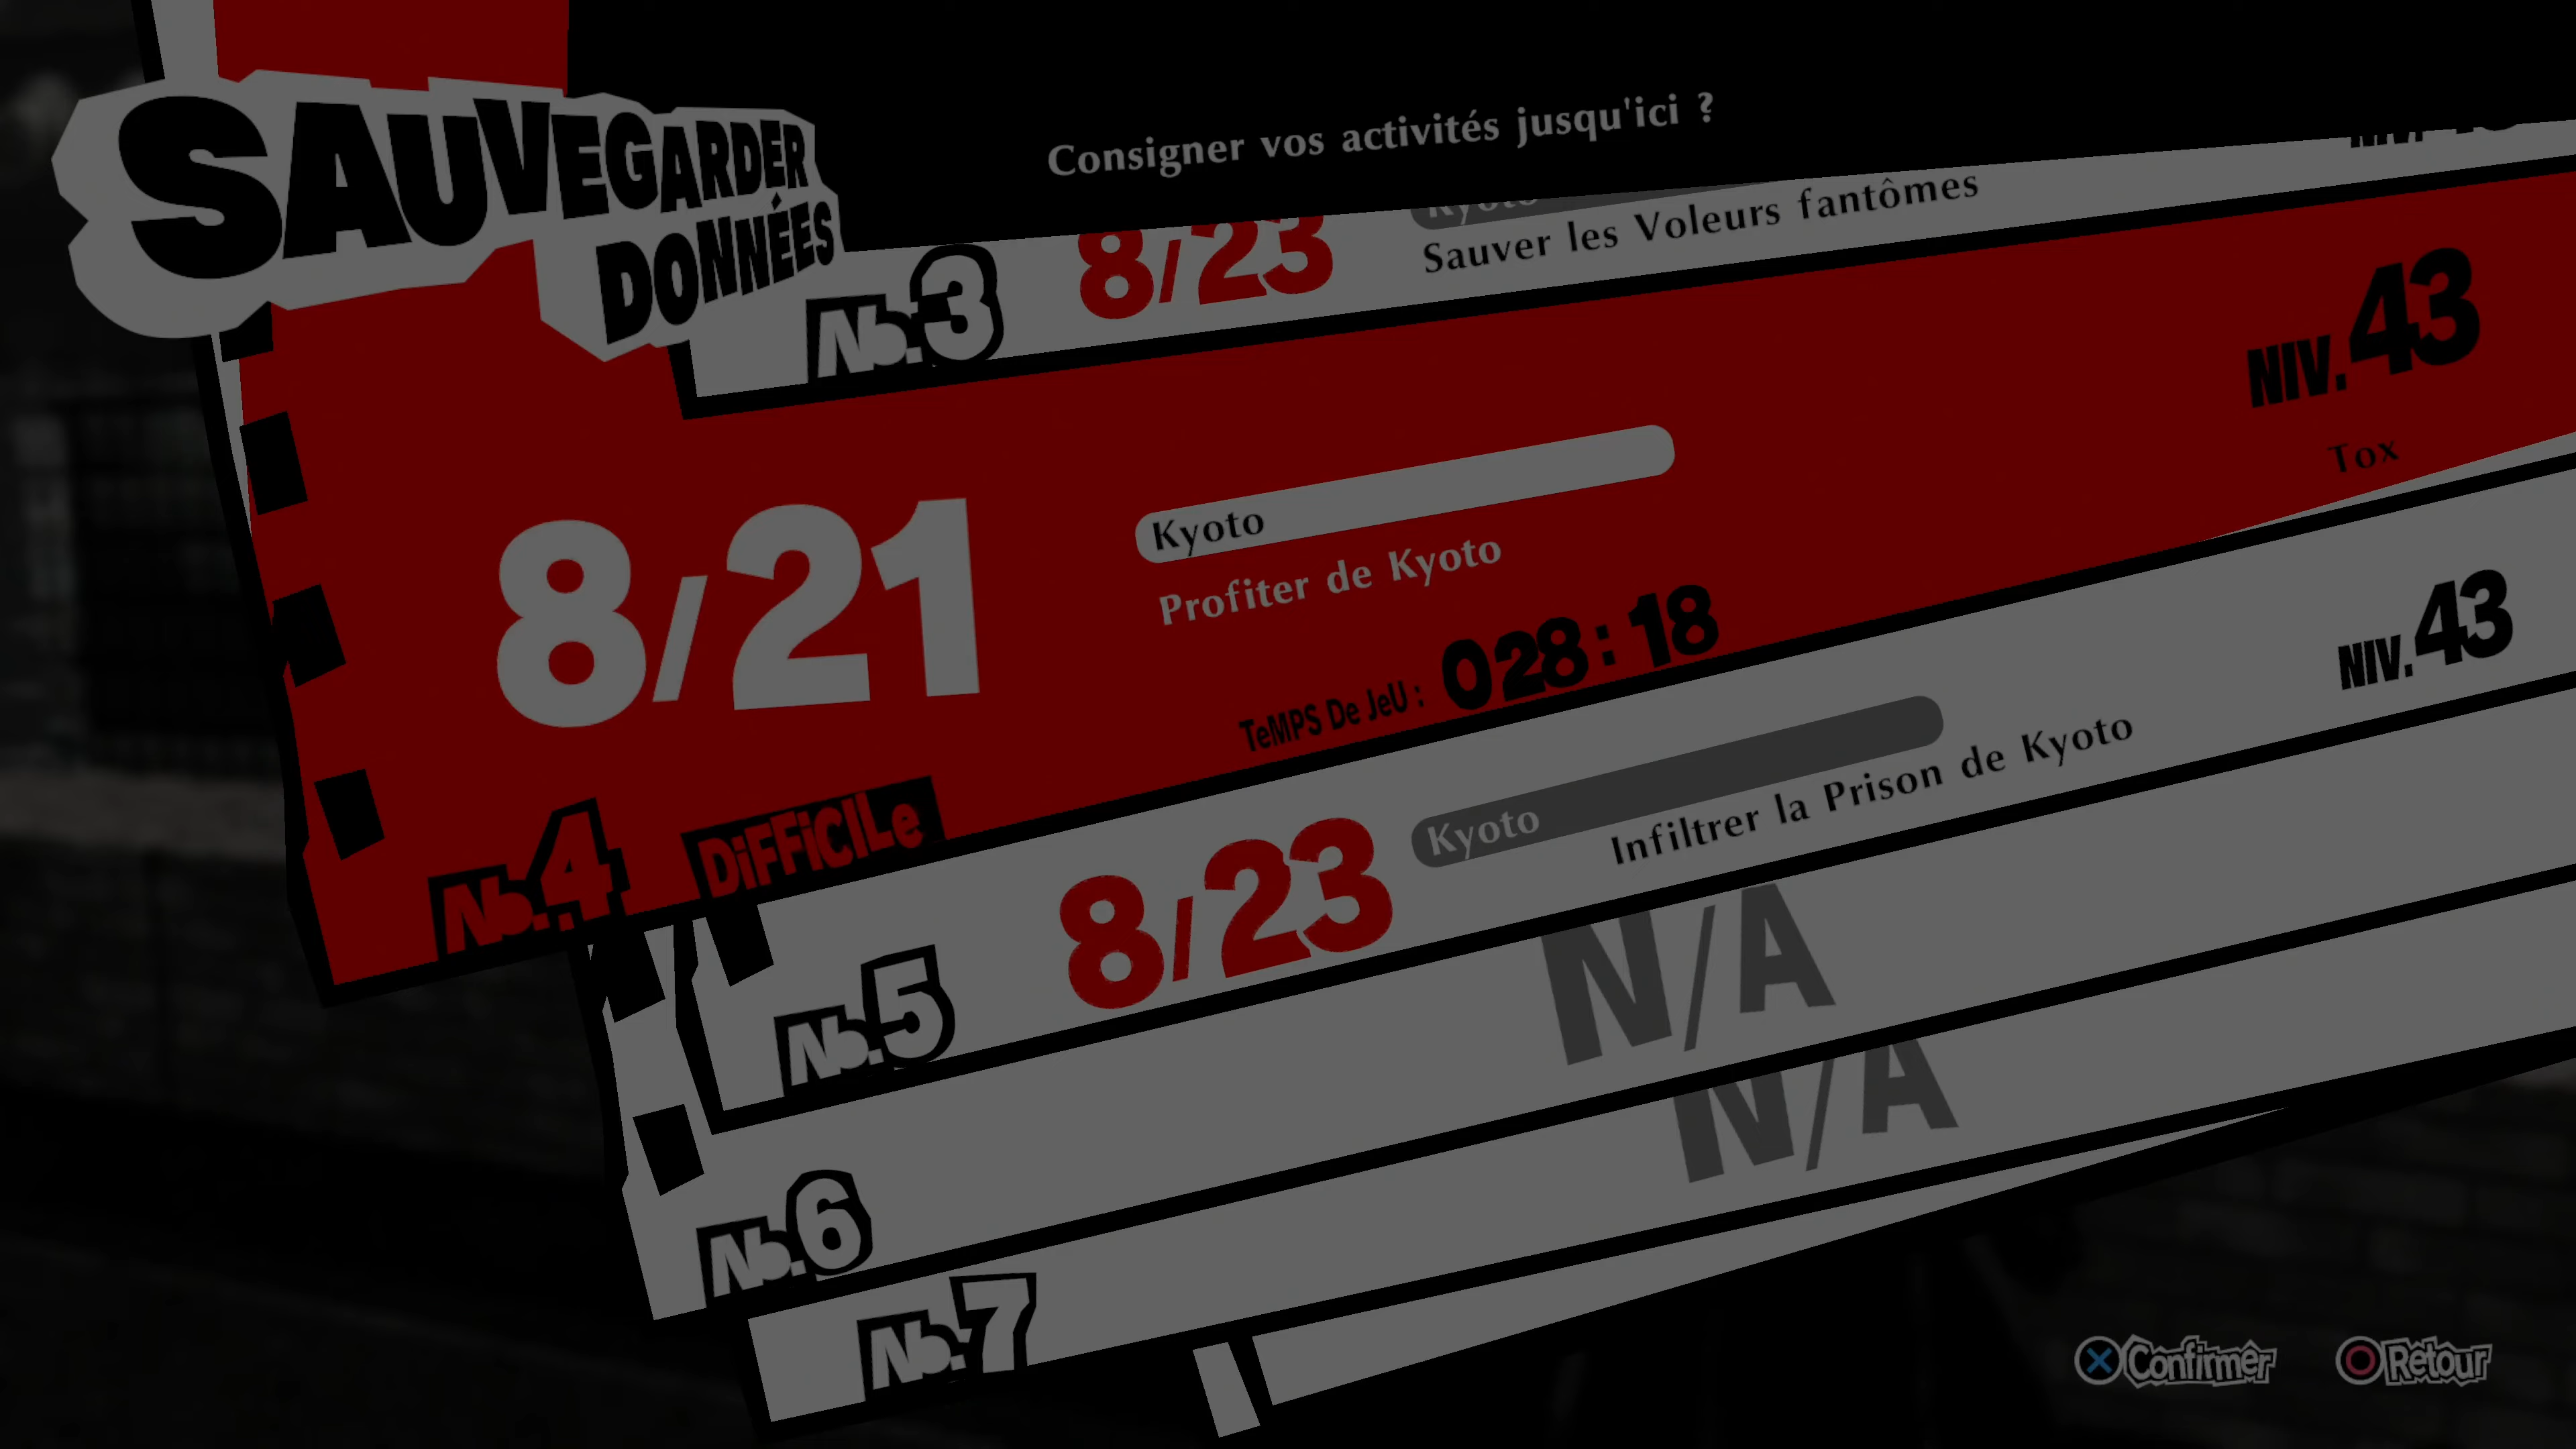 SAUVEGARDER
DONNÉES
Consigner vos activités jusqu'ici ?
No.3
8/23
Kyoto
Sauver les Voleurs fantômes
8/21
Kyoto
Profiter de Kyoto
NIV.43
Tox
TeMPS De JeU : 028:18
No.4
DiFFiCILe
No.5
8/23
Kyoto
Infiltrer la Prison de Kyoto
NIV.43
No.6
N/A
No.7
N/A
Confirmer
Retour